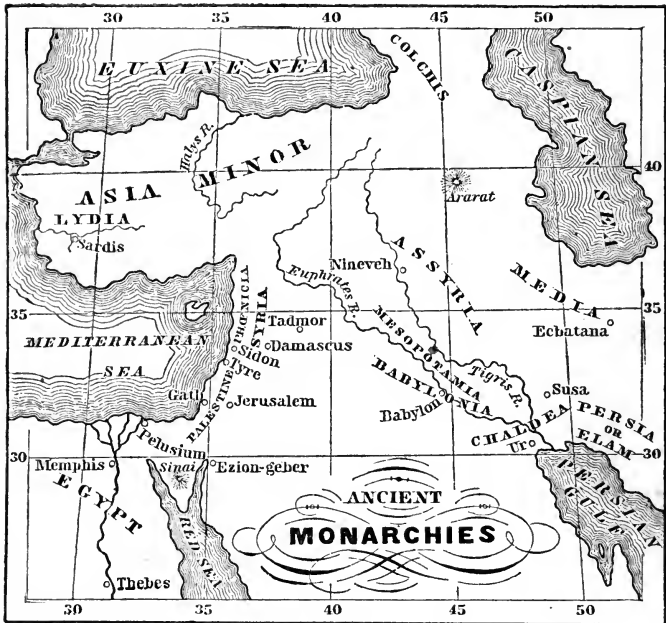 30 35 40 45 50
EUXINE SEA
COLCHIS
CASPIAN SEA
Halys R.
ASIA MINOR
40
40
Ararat
LYDIA
Sardis
ASSYRIA
Nineveh
Euphrates R.
MEDIA
PHŒNICIA
SYRIA
35
35
Tadmor
Ecbatana
MEDITERRANEAN
SEA
Sidon
Damascus
MESOPOTAMIA
Tyre
Tigris R.
BABYLONIA
Susa
Gath
PALESTINE
Jerusalem
Babylon
CHALDEA
PERSIA
OR
ELAM
Pelusium
Ur
30
30
Memphis
Sinai
Ezion-geber
EGYPT
PERSIAN
GULF
RED SEA
ANCIENT
MONARCHIES
Thebes
30 35 40 45 50